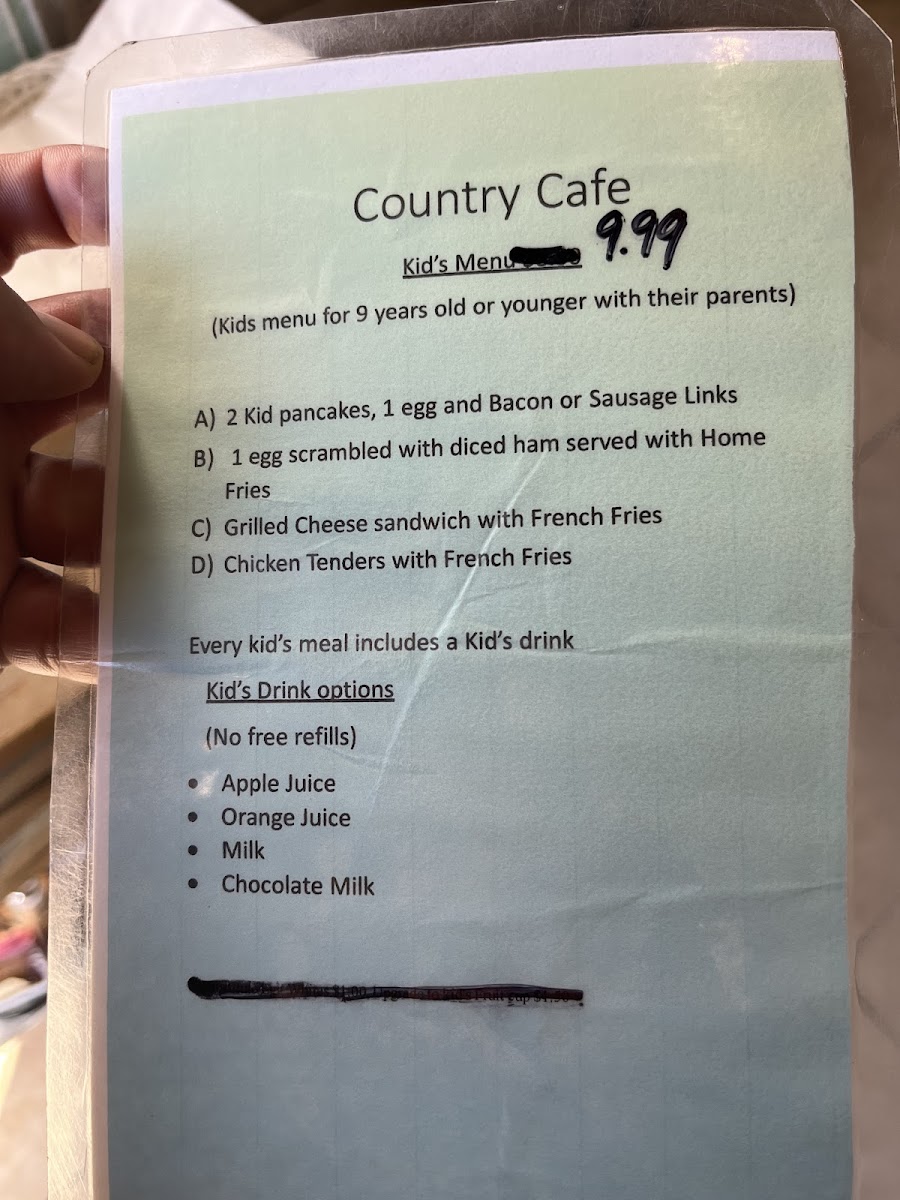 Country Cafe
Kid's Menu 9.99
(Kids menu for 9 years old or younger with their parents)
A) 2 Kid pancakes, 1 egg and Bacon or Sausage Links
B) 1 egg scrambled with diced ham served with Home
Fries
C) Grilled Cheese sandwich with French Fries
D) Chicken Tenders with French Fries
Every kid's meal includes a Kid's drink
Kid's Drink options
(No free refills)
• Apple Juice
• Orange Juice
• Milk
• Chocolate Milk